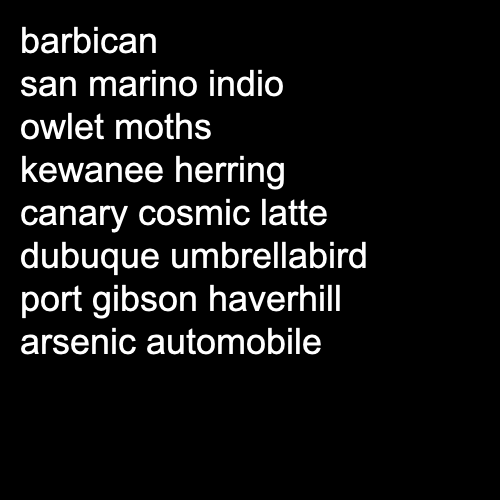 barbican
san marino indio
owlet moths
kewanee herring
canary cosmic latte
dubuque umbrellabird
port gibson haverhill
arsenic automobile